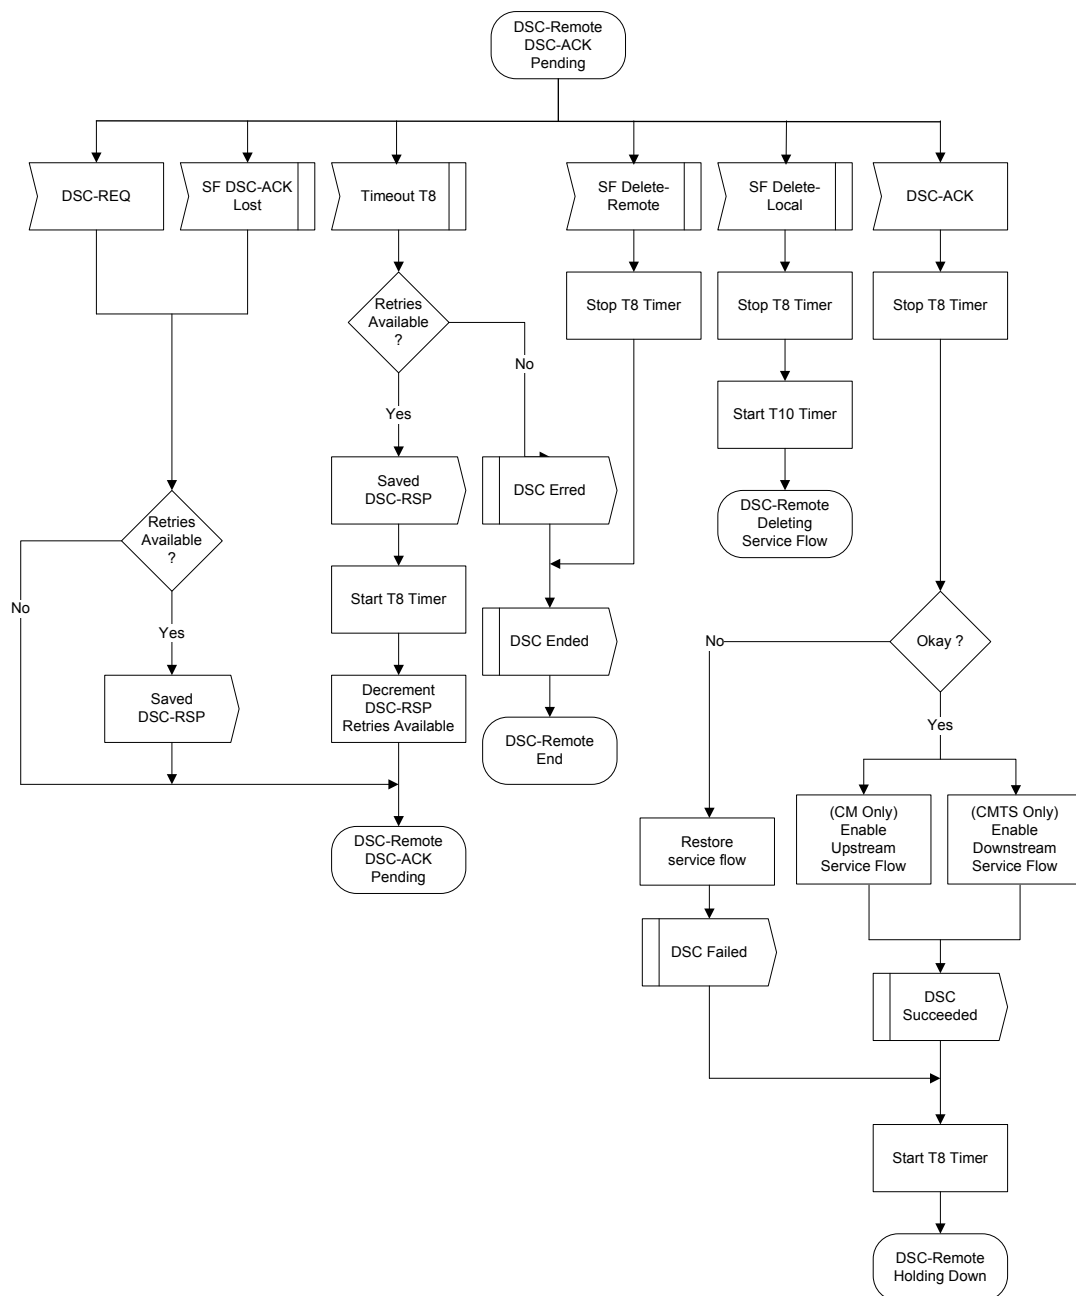 DSC-Remote
DSC-ACK
Pending
DSC-REQ
SF DSC-ACK
Lost
Timeout T8
SF Delete-
Remote
SF Delete-
Local
DSC-ACK
Retries
Available
?
Stop T8 Timer
Stop T8 Timer
Stop T8 Timer
No
Yes
Start T10 Timer
Saved
DSC-RSP
DSC Erred
DSC-Remote
Deleting
Service Flow
Retries
Available
?
No
Yes
Start T8 Timer
DSC Ended
No
Okay ?
Yes
Saved
DSC-RSP
Decrement
DSC-RSP
Retries Available
DSC-Remote
End
DSC-Remote
DSC-ACK
Pending
Restore
service flow
(CM Only)
Enable
Upstream
Service Flow
(CMTS Only)
Enable
Downstream
Service Flow
DSC Failed
DSC
Succeeded
Start T8 Timer
DSC-Remote
Holding Down